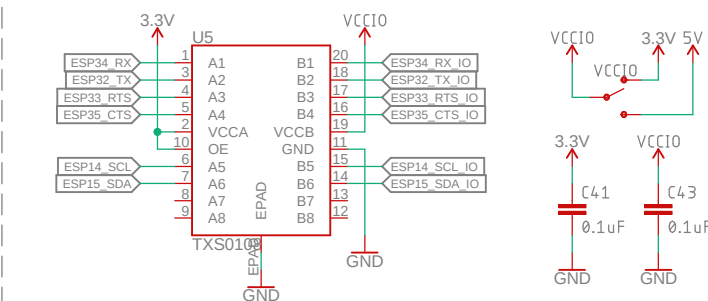 3.3V
VCCIO
U5
ESP34_RX 1 A1 B1 20 ESP34_RX_IO
ESP32_TX 3 A2 B2 18 ESP32_TX_IO
ESP33_RTS 4 A3 B3 17 ESP33_RTS_IO
ESP35_CTS 5 A4 B4 16 ESP35_CTS_IO
2 VCCA VCCB 19
10 OE GND 11
ESP14_SCL 6 A5 B5 15 ESP14_SCL_IO
ESP15_SDA 7 A6 B6 14 ESP15_SDA_IO
8 A7 B7 13
9 A8 B8 12
EPAD
TXS0108
EPAD
GND
GND
VCCIO
3.3V 5V
VCCIO
3.3V VCCIO
C41 C43
0.1uF 0.1uF
GND GND